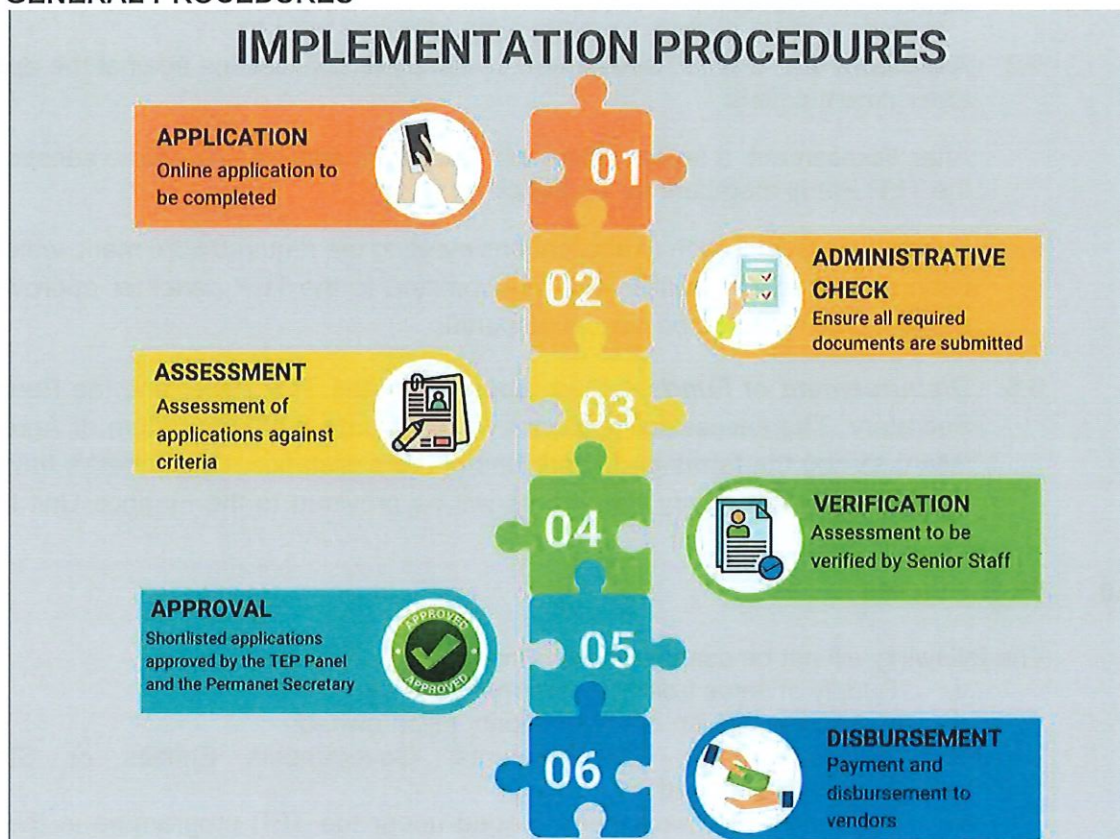 GENERAL PROCEDURES
IMPLEMENTATION PROCEDURES
APPLICATION
Online application to
be completed
01
02
ADMINISTRATIVE
CHECK
Ensure all required
documents are submitted
ASSESSMENT
Assessment of
applications against
criteria
03
04
VERIFICATION
Assessment to be
verified by Senior Staff
APPROVAL
Shortlisted applications
approved by the TEP Panel
and the Permanet Secretary
APPROVED
APPROVED
05
06
DISBURSEMENT
Payment and
disbursement to
vendors